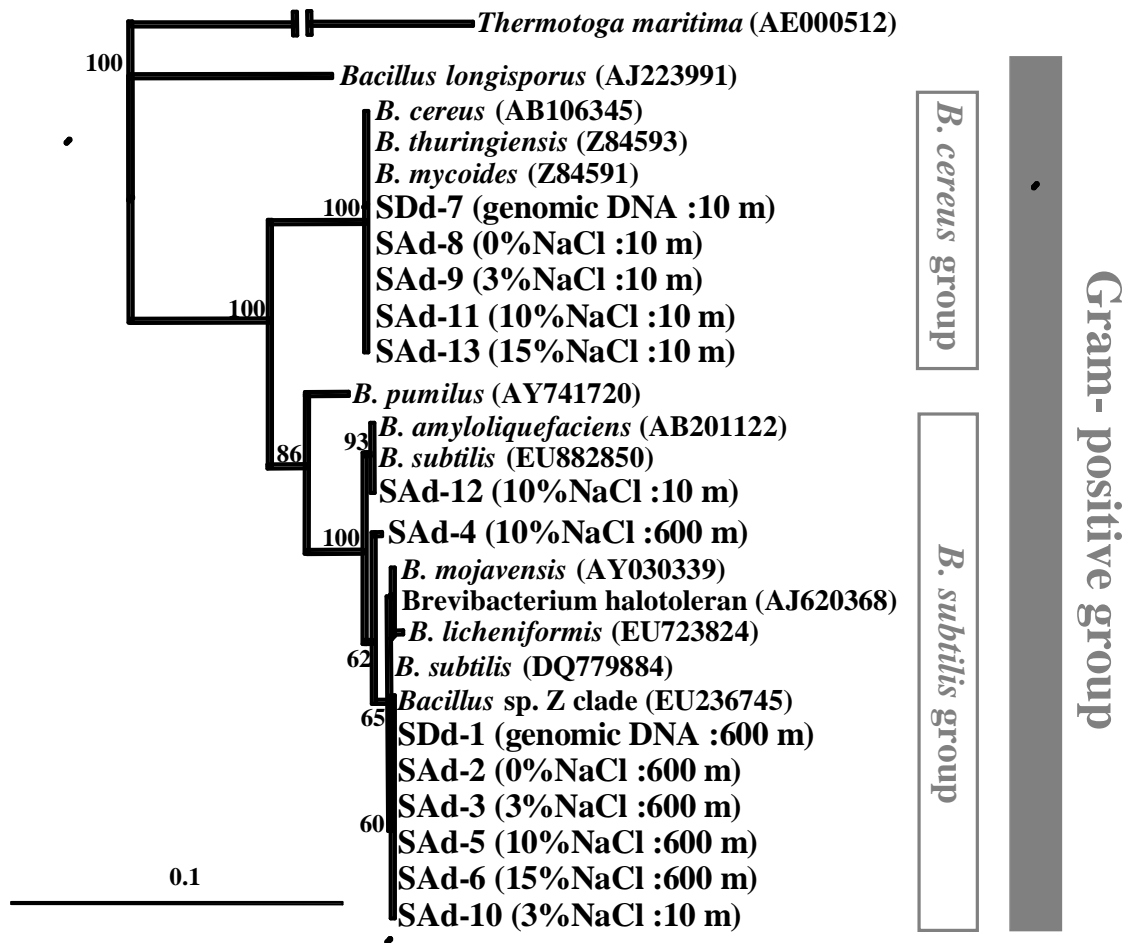 Thermotoga maritima (AE000512)
100
Bacillus longisporus (AJ223991)
B. cereus (AB106345)
B. thuringiensis (Z84593)
B. mycoides (Z84591)
100
SDd-7 (genomic DNA :10 m)
SAd-8 (0%NaCl :10 m)
SAd-9 (3%NaCl :10 m)
100
SAd-11 (10%NaCl :10 m)
SAd-13 (15%NaCl :10 m)
B. cereus group
B. pumilus (AY741720)
B. amyloliquefaciens (AB201122)
93
86
B. subtilis (EU882850)
SAd-12 (10%NaCl :10 m)
100
SAd-4 (10%NaCl :600 m)
B. mojavensis (AY030339)
Brevibacterium halotoleran (AJ620368)
B. licheniformis (EU723824)
62
B. subtilis (DQ779884)
Bacillus sp. Z clade (EU236745)
65
SDd-1 (genomic DNA :600 m)
SAd-2 (0%NaCl :600 m)
SAd-3 (3%NaCl :600 m)
60
SAd-5 (10%NaCl :600 m)
SAd-6 (15%NaCl :600 m)
SAd-10 (3%NaCl :10 m)
B. subtilis group
Gram- positive group
0.1